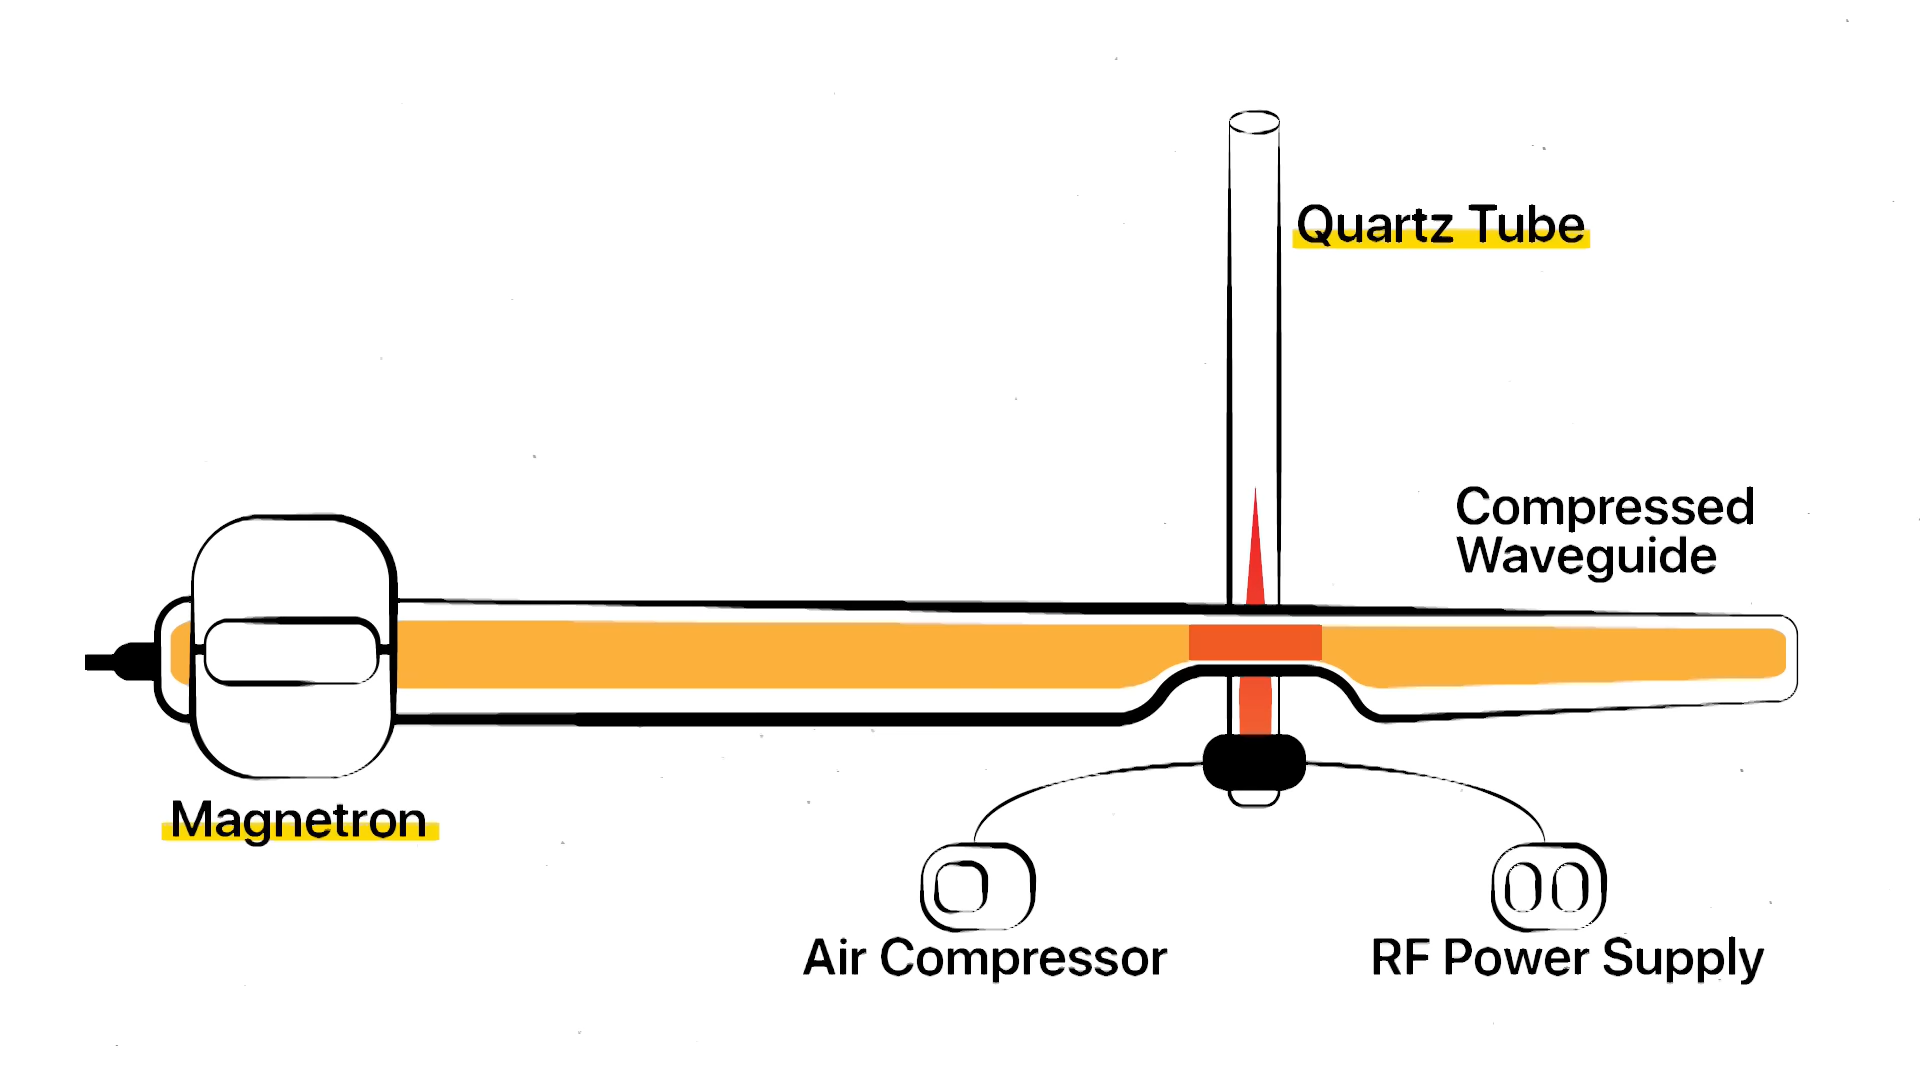 Quartz Tube
Compressed
Waveguide
Magnetron
Air Compressor
RF Power Supply